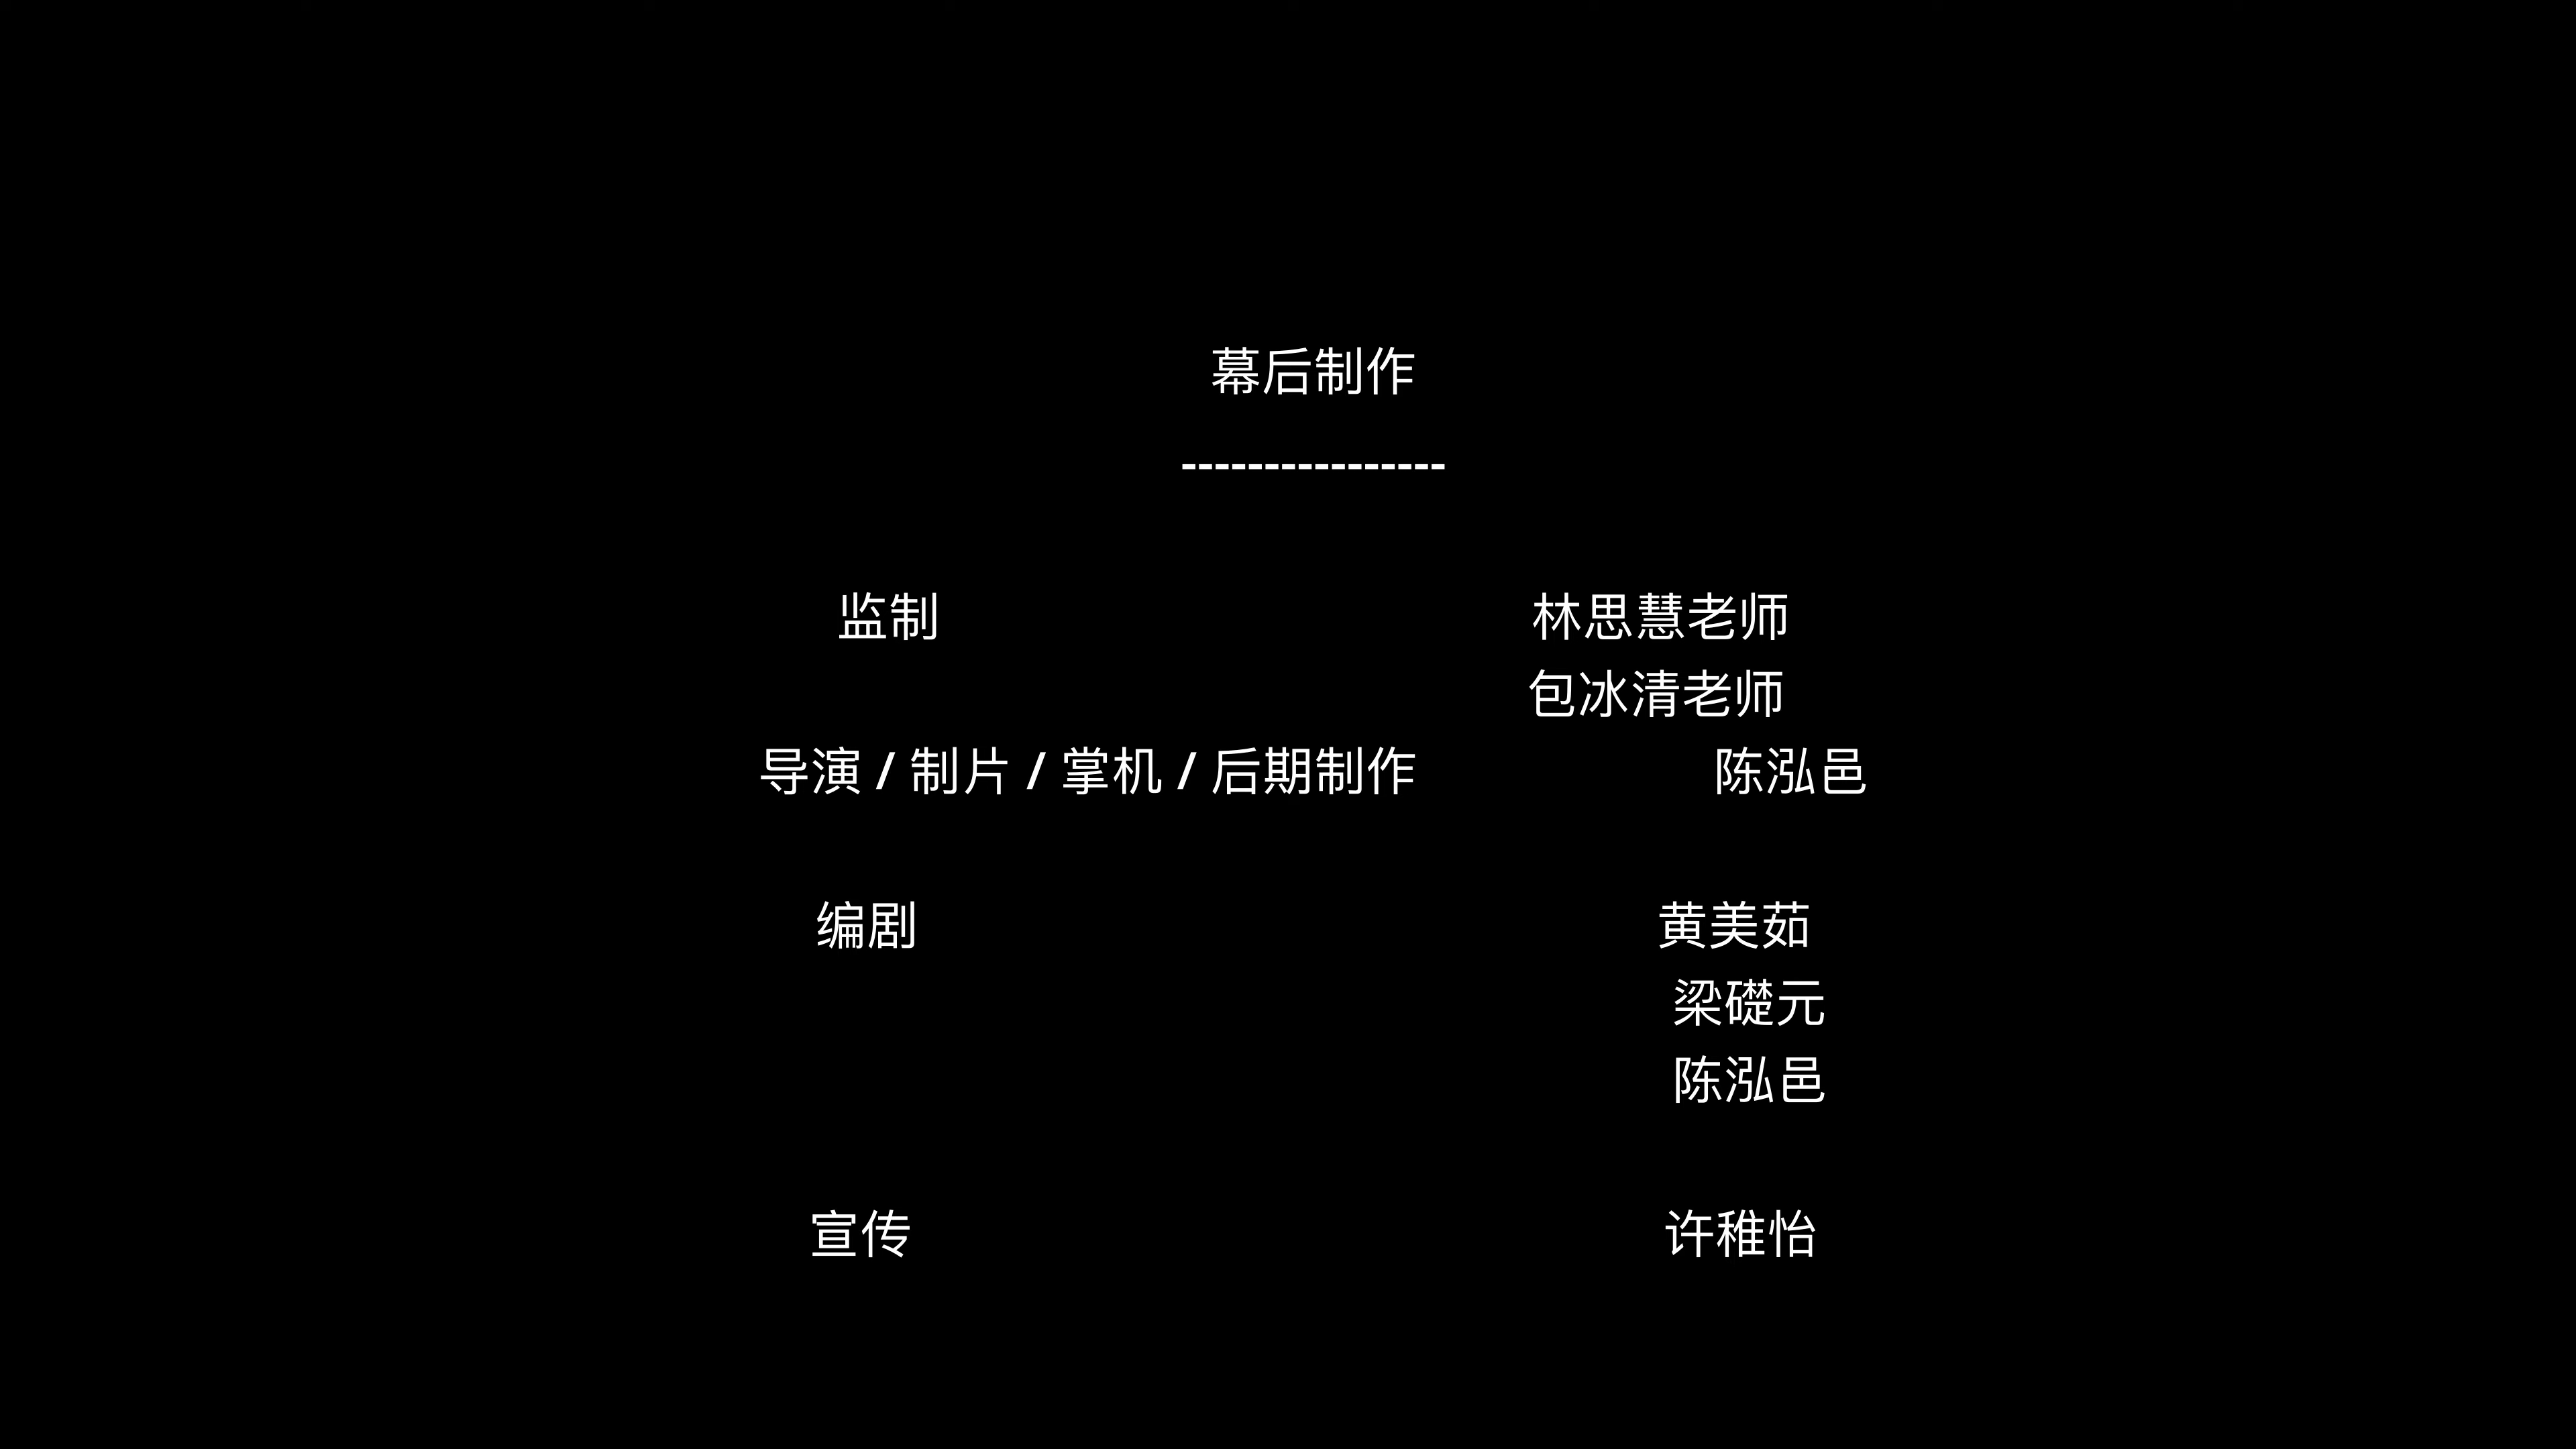 幕后制作
----------------
监制 林思慧老师
包冰清老师
导演 / 制片 / 掌机 / 后期制作 陈泓邑
编剧 黄美茹
梁礎元
陈泓邑
宣传 许稚怡